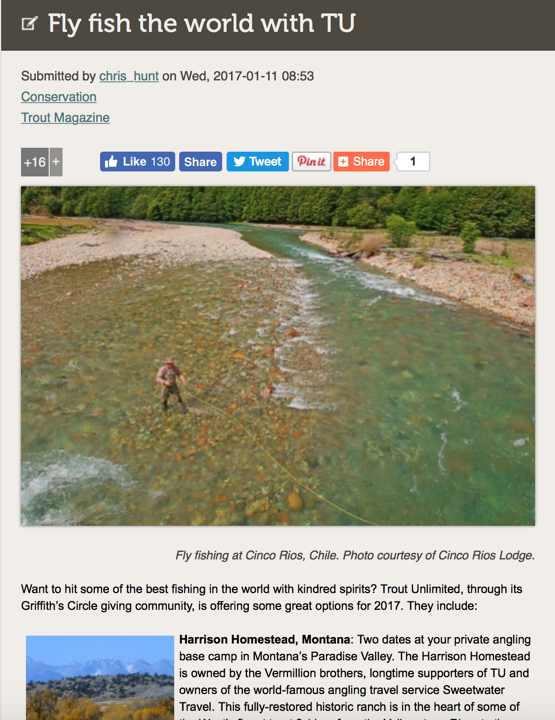 Fly fish the world with TU
Submitted by chris_hunt on Wed, 2017-01-11 08:53
Conservation
Trout Magazine
+16 +
Like 130 Share Tweet Pinit Share 1
Fly fishing at Cinco Rios, Chile. Photo courtesy of Cinco Rios Lodge.
Want to hit some of the best fishing in the world with kindred spirits? Trout Unlimited, through its
Griffith's Circle giving community, is offering some great options for 2017. They include:
Harrison Homestead, Montana: Two dates at your private angling
base camp in Montana's Paradise Valley. The Harrison Homestead
is owned by the Vermillion brothers, longtime supporters of TU and
owners of the world-famous angling travel service Sweetwater
Travel. This fully-restored historic ranch is in the heart of some of